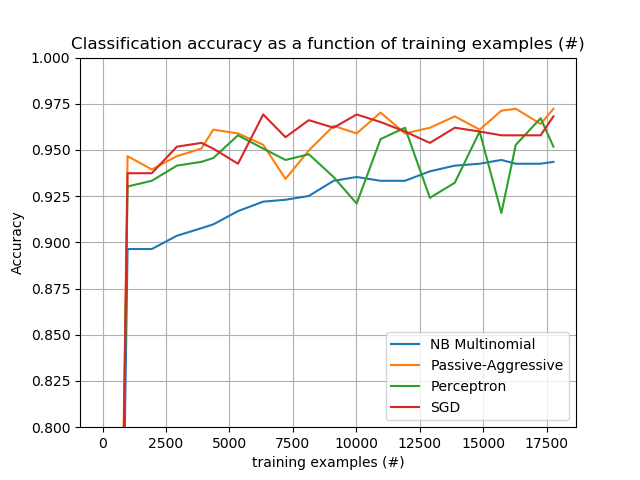 Classification accuracy as a function of training examples (#)
1.000
0.975
0.950
0.925
0.900
0.875
0.850
0.825
0.800
Accuracy
NB Multinomial
Passive-Aggressive
Perceptron
SGD
0 2500 5000 7500 10000 12500 15000 17500
training examples (#)